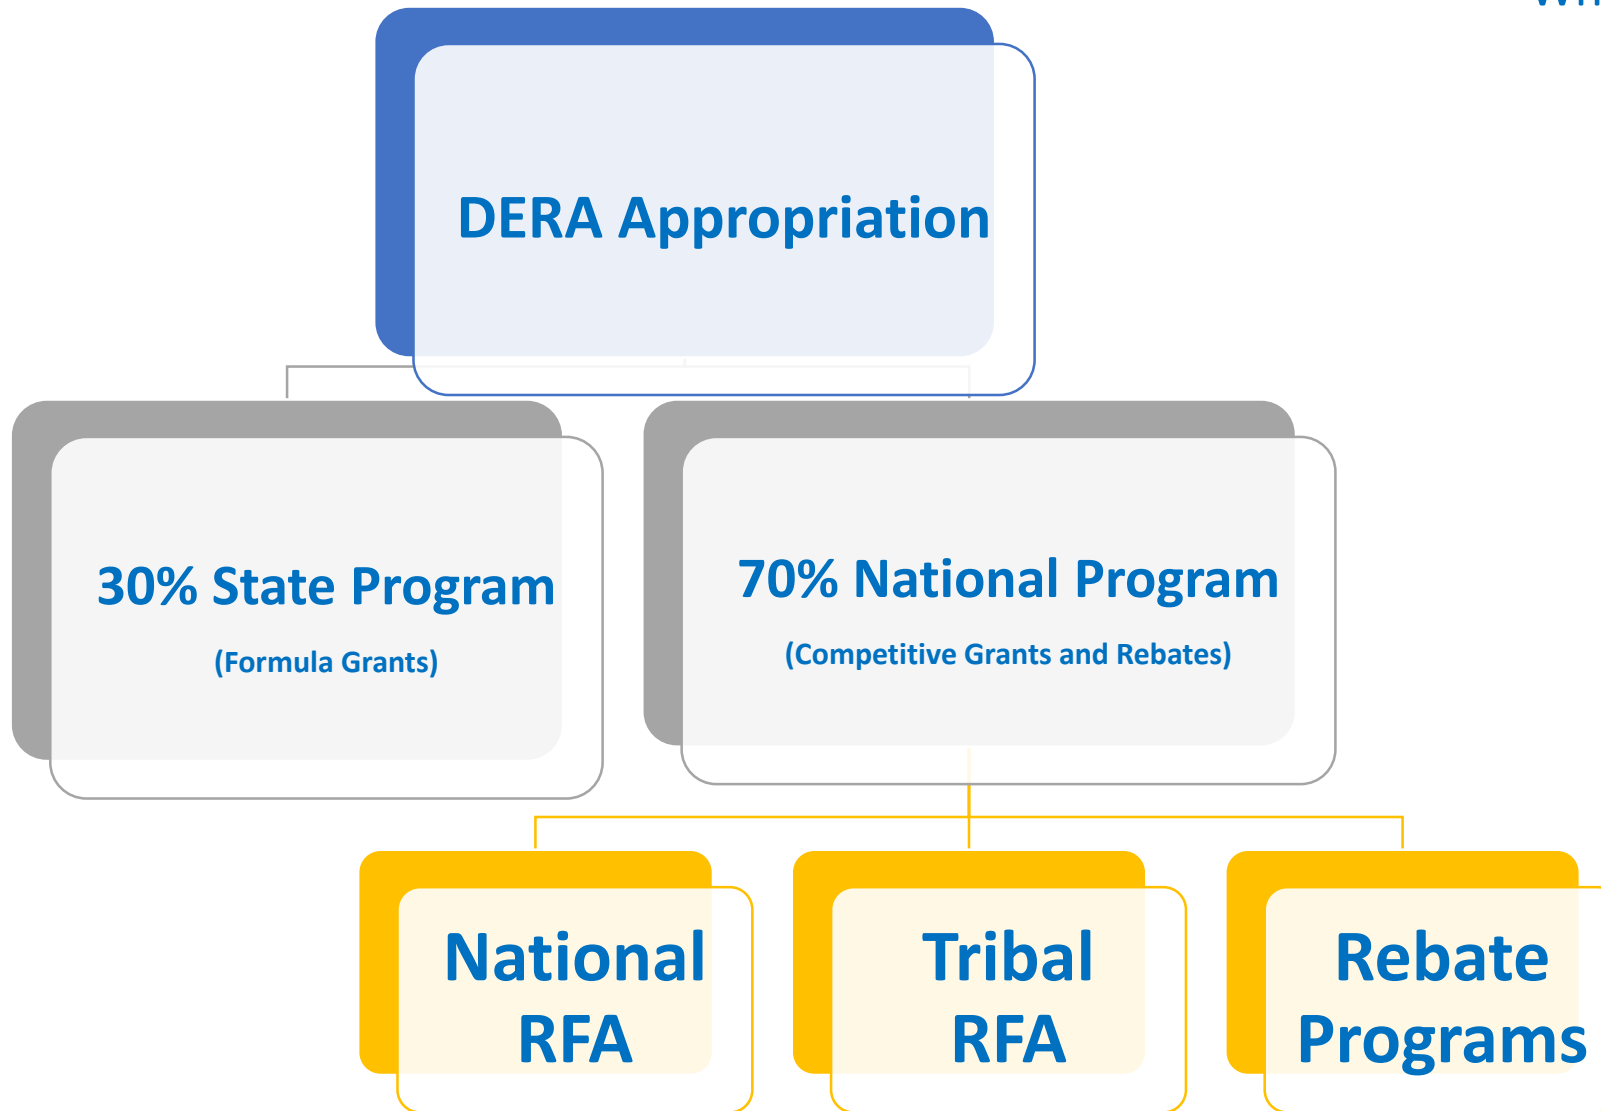 DERA Appropriation
30% State Program
(Formula Grants)
70% National Program
(Competitive Grants and Rebates)
National
RFA
Tribal
RFA
Rebate
Programs